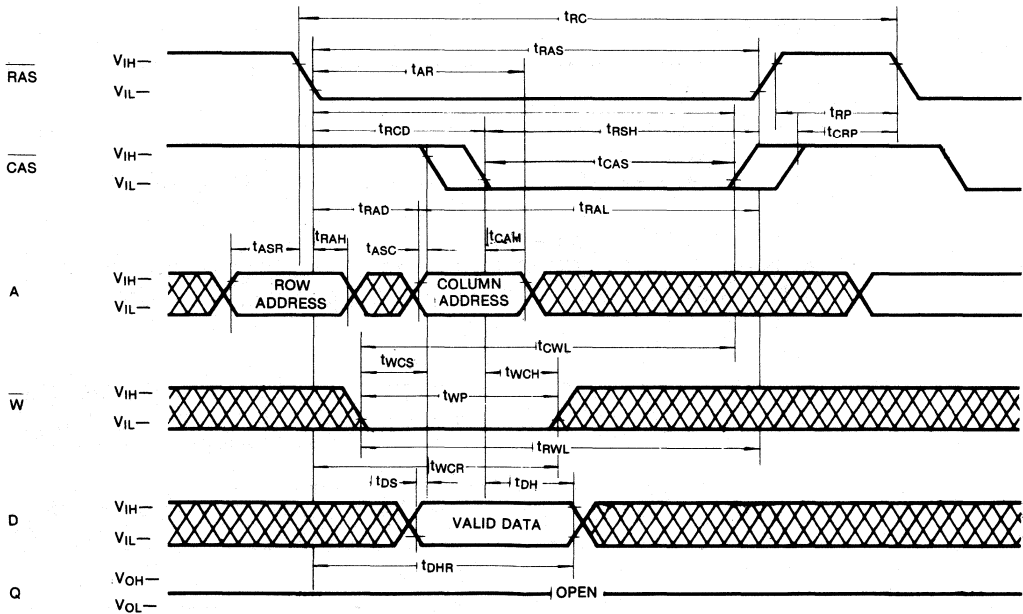 tRC
RAS VIH— tRAS
VIL— tAR
tRP
tRCD tRSH tCRP
CAS VIH— tCAS
VIL—
tRAD tRAL
tASR tRAH tASC tCAM
A VIH— ROW ADDRESS COLUMN ADDRESS
VIL—
tCWL
tWCS tWCH
W VIH— tWP
VIL—
tRWL
tWCR
tDS tDH
D VIH— VALID DATA
VIL—
tDHR
VOH—
Q OPEN
VOL—